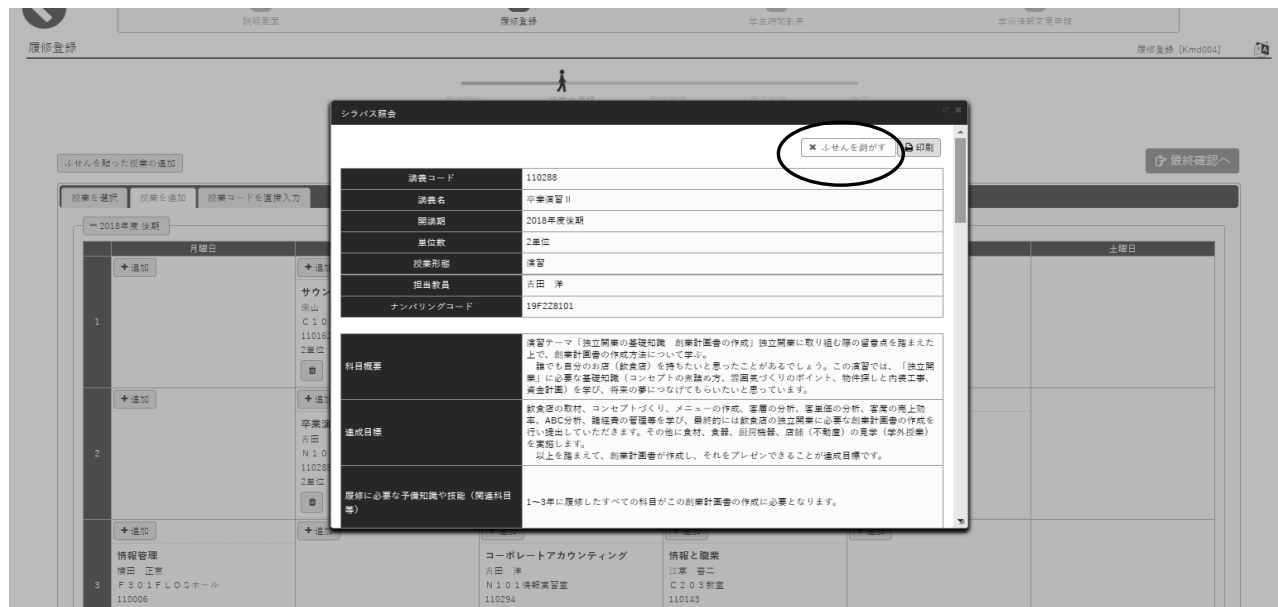 説明画面
履修登録
学生時間割表
学籍情報変更申請
履修登録
履修登録 [Kmd004]
シラバス照会
ふせんを剥がす
印刷
ふせんを貼った授業の追加
最終確認へ
講義コード
110288
講義名
卒業演習Ⅱ
開講期
2018年度後期
単位数
2単位
授業形態
演習
担当教員
吉田 洋
ナンバリングコード
19F2Z8101
科目概要
演習テーマ「独立開業の基礎知識 創業計画書の作成」独立開業に取り組む際の留意点を踏まえた
上で、創業計画書の作成方法について学ぶ。
誰でも自分のお店(飲食店)を持ちたいと思ったことがあるでしょう。この演習では、「独立開
業」に必要な基礎知識(コンセプトの煮詰め方、雰囲気づくりのポイント、物件探しと内装工事、
資金計画)を学び、将来の夢につなげてもらいたいと思っています。
達成目標
飲食店の取材、コンセプトづくり、メニューの作成、客層の分析、客単価の分析、客席の売上効
率、ABC分析、諸経費の管理等を学び、最終的には飲食店の独立開業に必要な創業計画書の作成を
行い提出していただきます。その他に食材、食器、厨房機器、店舗(不動産)の見学(学外授業)
を実施します。
以上を踏まえて、創業計画書が作成し、それをプレゼンできることが達成目標です。
履修に必要な予備知識や技能(関連科目
等)
1~3年に履修したすべての科目がこの創業計画書の作成に必要となります。
授業を選択
授業を追加
授業コードを直接入力
2018年度 後期
月曜日
土曜日
1
追加
追加
サウン
柴山
C10
11016
2単位
2
追加
追加
卒業演
吉田
N10
110288
2単位
3
追加
追加
情報管理
横田 正恵
F301FLOSホール
110006
コーポレートアカウンティング
吉田 洋
N101情報実習室
110294
情報と職業
C203教室
110143